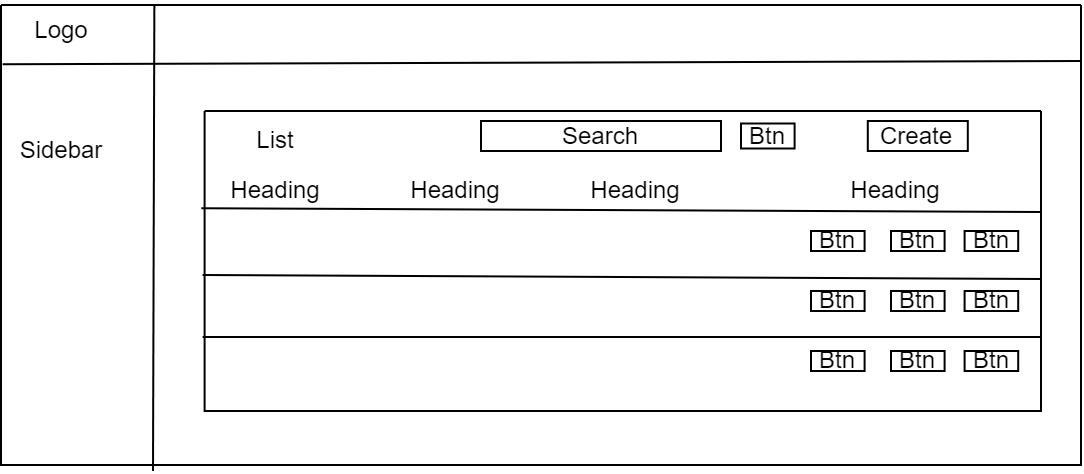 Logo
Sidebar
List Search Btn Create
Heading Heading Heading Heading
Btn Btn Btn
Btn Btn Btn
Btn Btn Btn